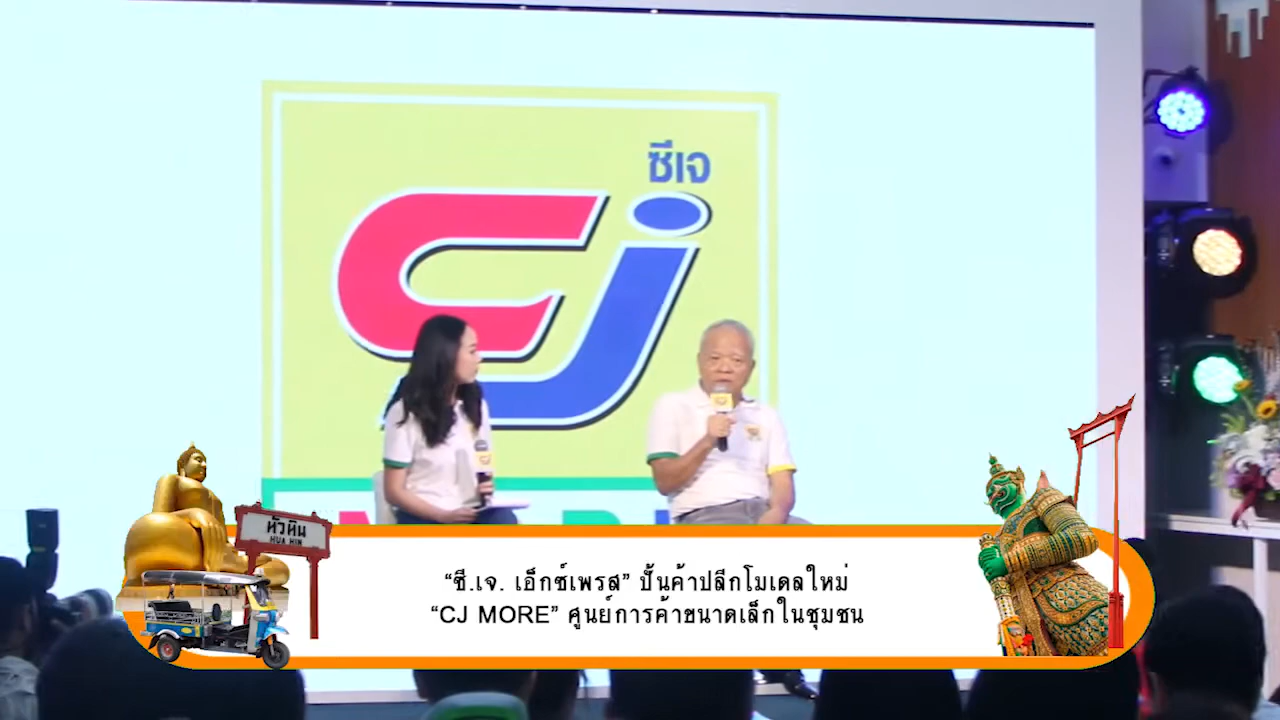 ซีเจ
CJ
หัวหิน
HUA HIN
“ซี.เจ. เอ็กซ์เพรส” ปั้นค้าปลีกโมเดลใหม่
“CJ MORE” ศูนย์การค้าขนาดเล็กในชุมชน